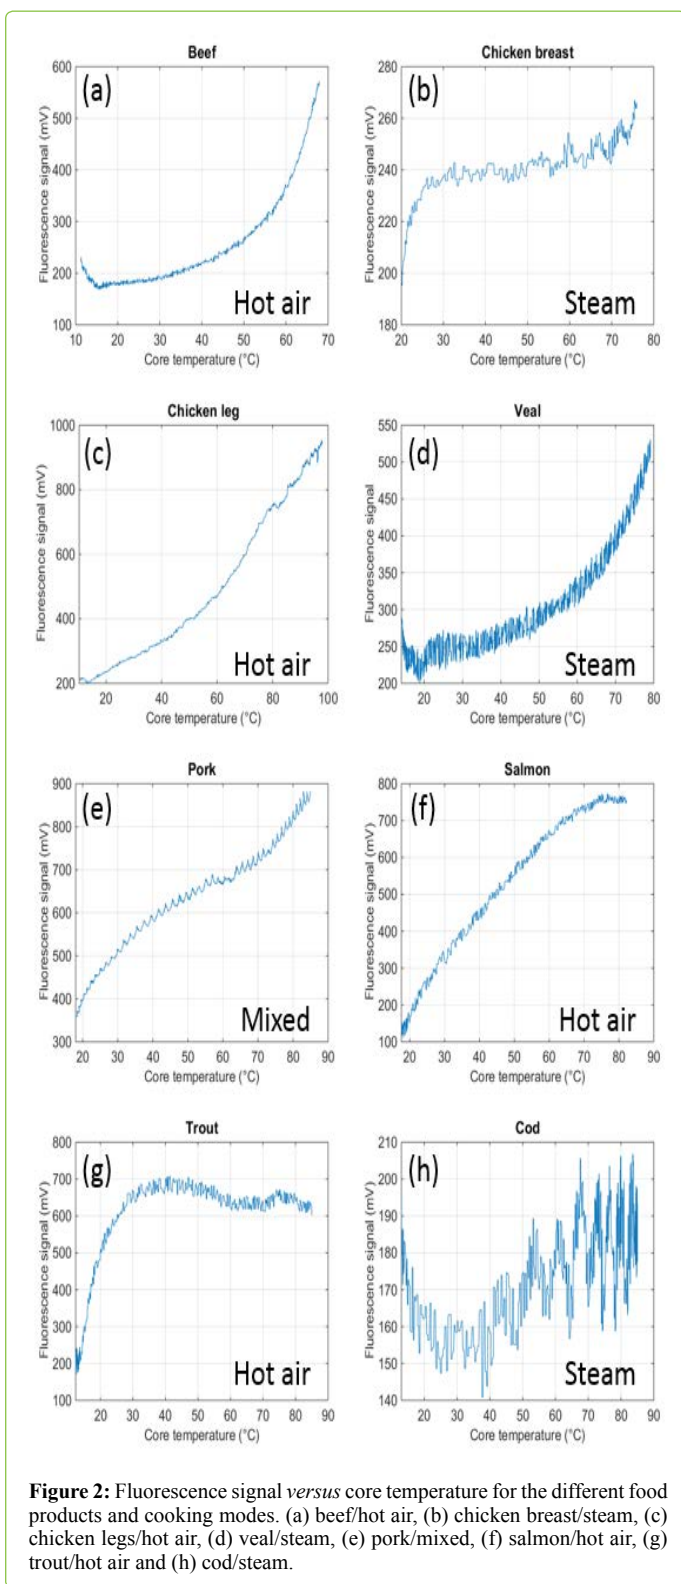 Beef
(a)
Fluorescence signal (mV)
600
500
400
300
200
100
Hot air
10 20 30 40 50 60 70
Core temperature (°C)
Chicken breast
(b)
Fluorescence signal (mV)
280
260
240
220
200
180
Steam
20 30 40 50 60 70 80
Core temperature (°C)
Chicken leg
(c)
Fluorescence signal (mV)
1000
800
600
400
200
Hot air
20 40 60 80 100
Core temperature (°C)
Veal
(d)
Fluorescence signal
550
500
450
400
350
300
250
200
Steam
20 30 40 50 60 70 80
Core temperature (°C)
Pork
(e)
Fluorescence signal (mV)
900
800
700
600
500
400
300
Mixed
20 30 40 50 60 70 80 90
Core temperature (°C)
Salmon
(f)
Fluorescence signal (mV)
800
700
600
500
400
300
200
100
Hot air
20 30 40 50 60 70 80 90
Core temperature (°C)
Trout
(g)
Fluorescence signal (mV)
800
700
600
500
400
300
200
100
Hot air
20 30 40 50 60 70 80 90
Core temperature (°C)
Cod
(h)
Fluorescence signal (mV)
210
200
190
180
170
160
150
140
Steam
20 30 40 50 60 70 80 90
Core temperature (°C)
Figure 2: Fluorescence signal versus core temperature for the different food
products and cooking modes. (a) beef/hot air, (b) chicken breast/steam, (c)
chicken legs/hot air, (d) veal/steam, (e) pork/mixed, (f) salmon/hot air, (g)
trout/hot air and (h) cod/steam.